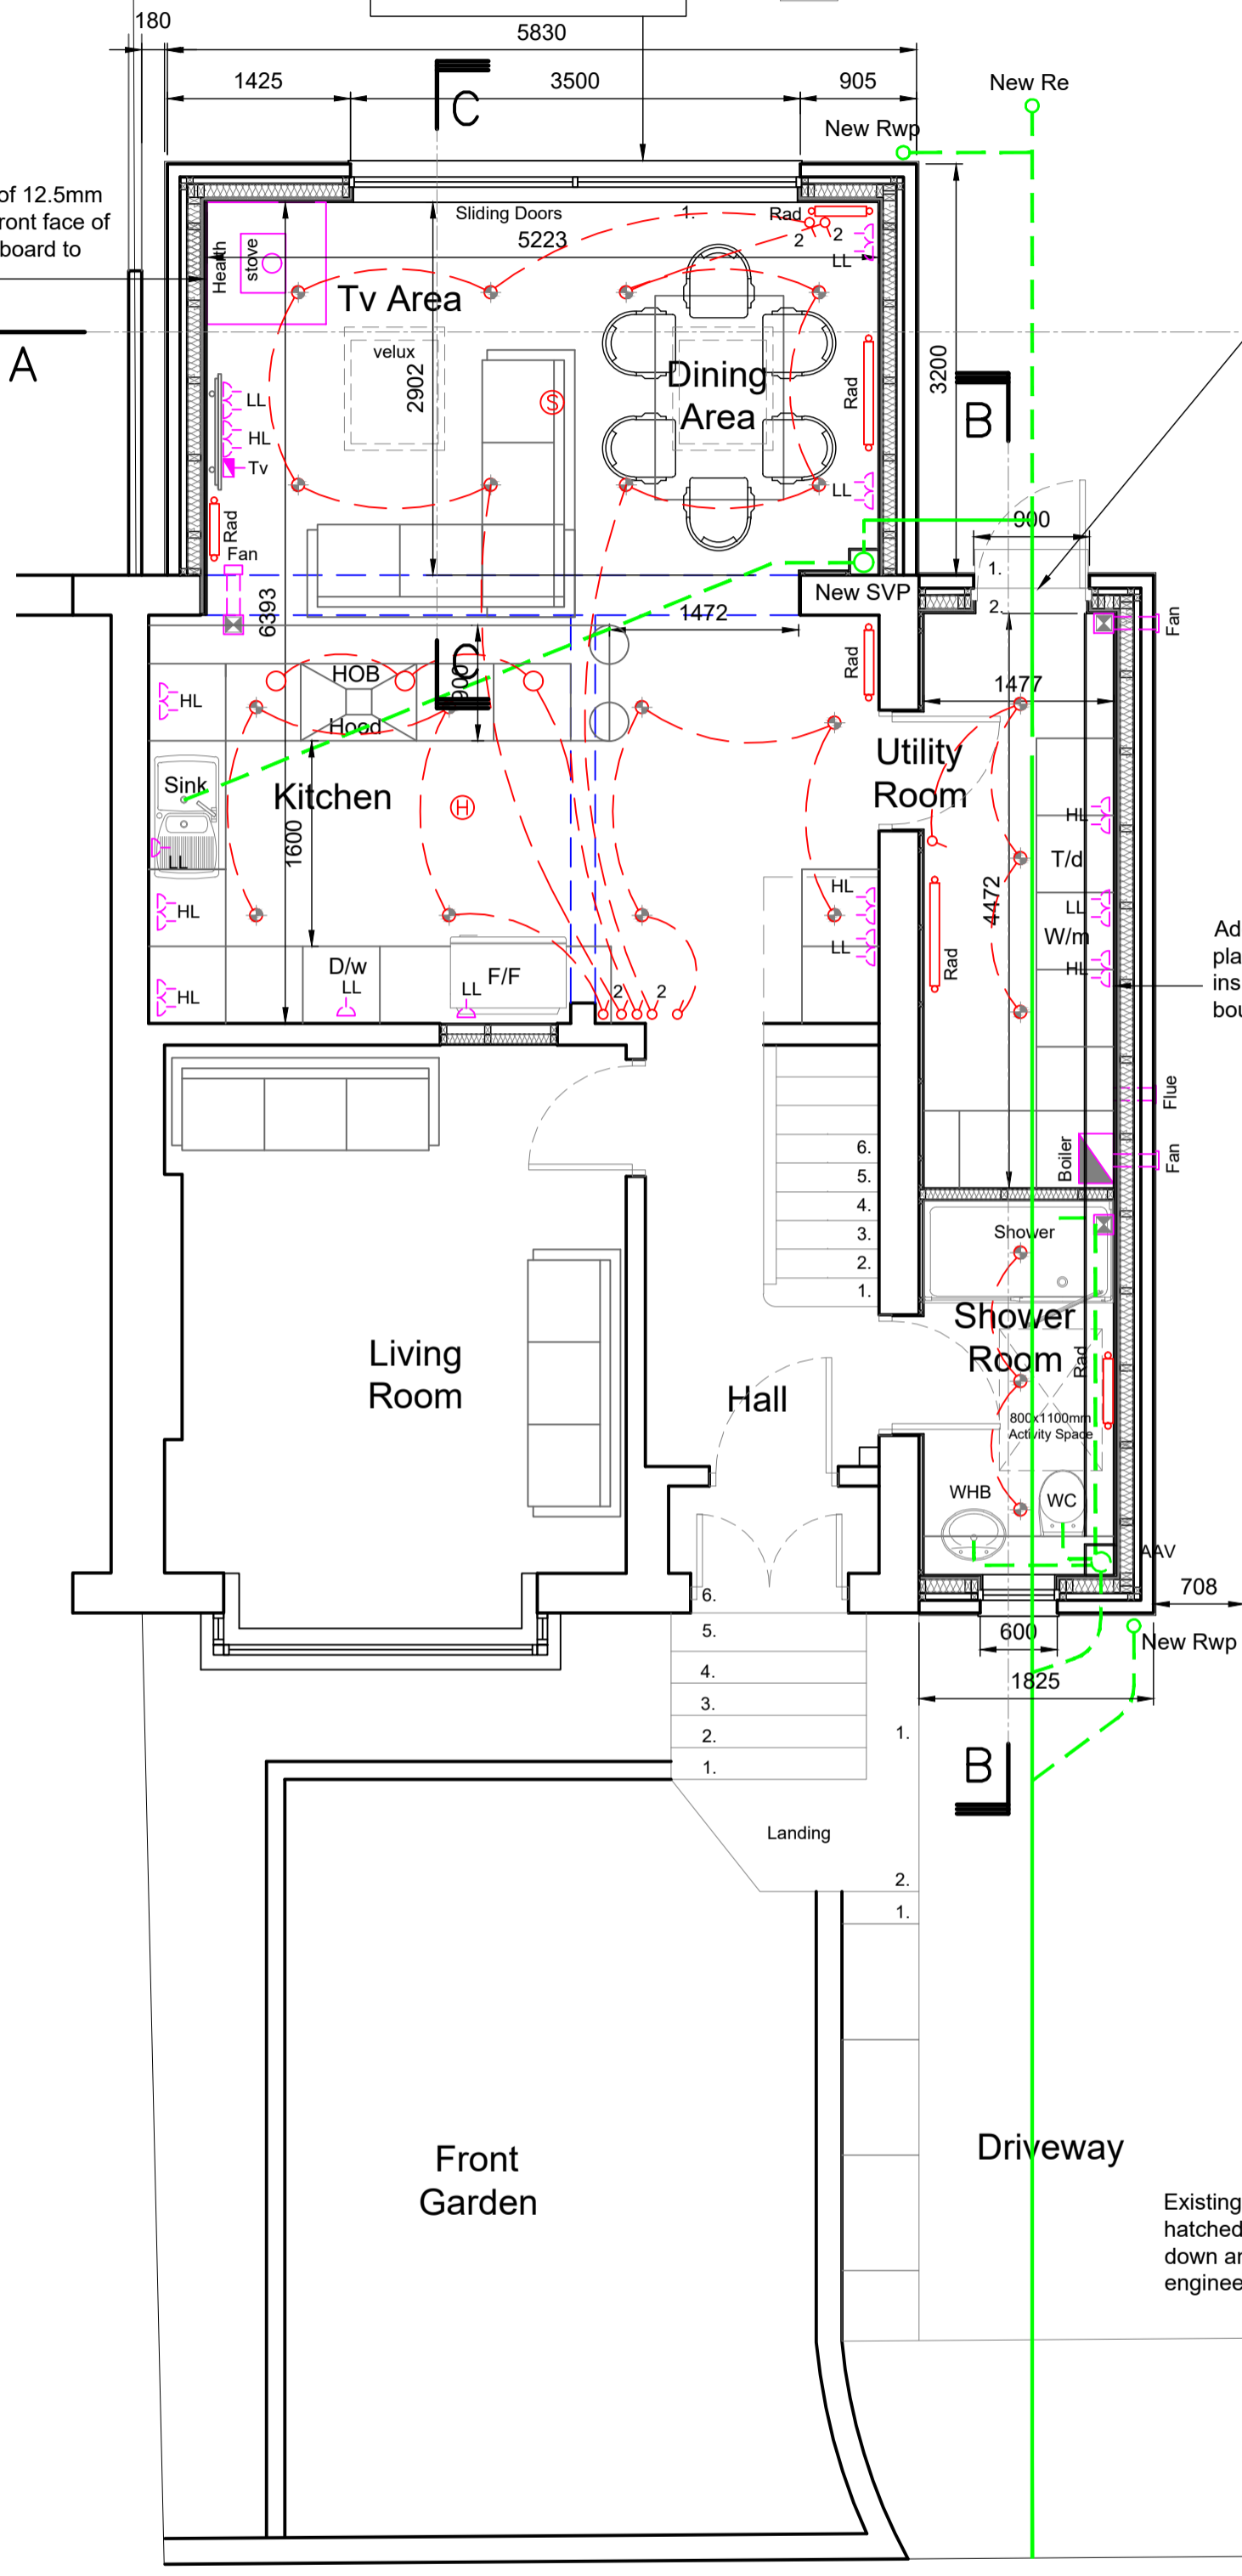 180
5830
1425
3500
905
C
New Re
New Rwp
of 12.5mm
ront face of
board to
Sliding Doors
1.
Rad
5223
2
2
LL
Hearth
stove
Tv Area
velux
2902
Dining
Area
Rad
3200
A
B
LL
HL
Tv
S
LL
Rad
Fan
900
1.
2.
New SVP
6393
1472
Fan
C
900
Rad
HOB
Hood
HL
1477
Sink
Kitchen
H
1600
Utility
Room
LL
HL
T/d
HL
HL
LL
4472
LL
W/m
HL
Rad
D/w
LL
F/F
LL
HL
2
2
Ad
pla
ins
bou
Flue
Boiler
Fan
6.
5.
4.
3.
2.
1.
Shower
Shower
Room
Rad
Living
Room
Hall
800x1100mm
Activity Space
WHB
WC
AAV
6.
708
5.
600
New Rwp
4.
1825
3.
2.
1.
1.
B
Landing
2.
1.
Driveway
Front
Garden
Existing
hatched
down ar
enginee